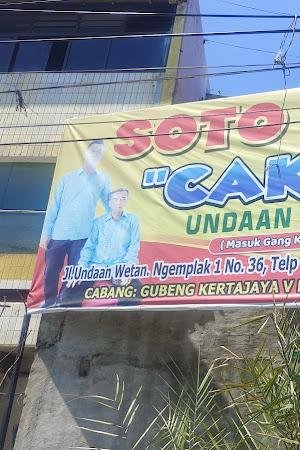 SOTO
"CAK
UNDAAN
( Masuk Gang
Jl.Undaan Wetan. Ngemplak 1 No. 36, Telp
CABANG: GUBENG KERTAJAYA V